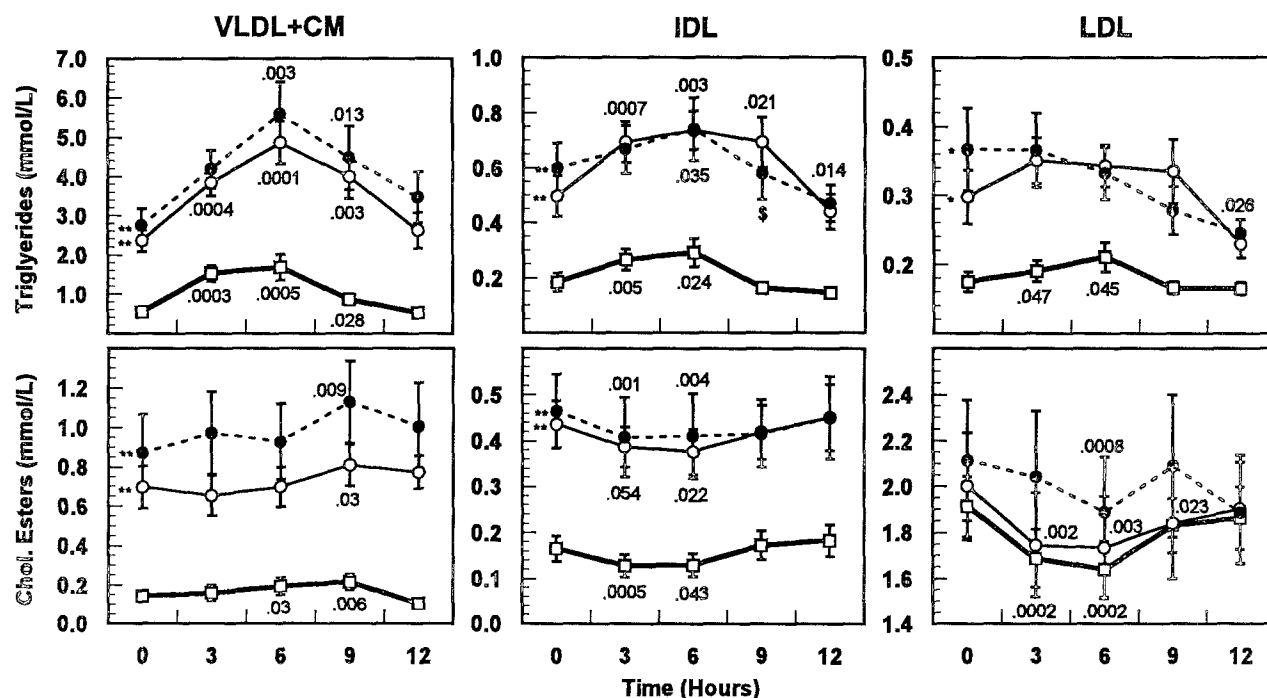 VLDL+CM IDL LDL
Triglyerides (mmol/L)
7.0 6.0 5.0 4.0 3.0 2.0 1.0
.003
.013
.0004 .0001 .003
**
**
.0003 .0005 .028
1.0 0.8 0.6 0.4 0.2
.0007 .003 .021
.014
.035 $
**
**
.005 .024
0.5 0.4 0.3 0.2
*
*
.026
.047 .045
Chol. Esters (mmol/L)
1.2 1.0 0.8 0.6 0.4 0.2 0.0
.009
**
**
.03
.03 .006
0.5 0.4 0.3 0.2 0.1 0.0
.001 .004
**
**
.054 .022
.0005 .043
2.4 2.2 2.0 1.8 1.6 1.4
.0008
.002 .003 .023
.0002 .0002
0 3 6 9 12 0 3 6 9 12 0 3 6 9 12
Time (Hours)